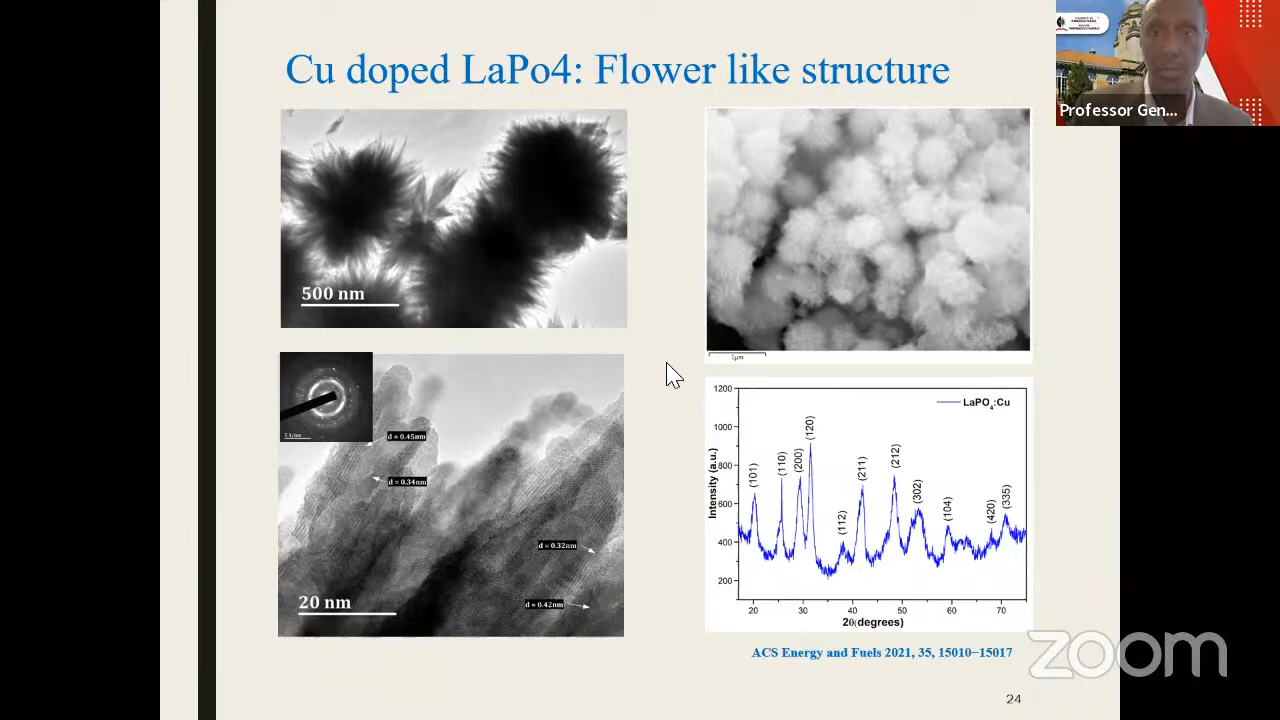 Cu doped LaPo4: Flower like structure
Professor Gen...
500 nm
1μm
d = 0.45nm
d = 0.34nm
d = 0.32nm
d = 0.42nm
20 nm
1200
1000
800
600
400
200
Intensity (a.u.)
LaPO4:Cu
(101)
(110)
(200)
(120)
(112)
(211)
(212)
(302)
(104)
(420)
(335)
20 30 40 50 60 70
2θ(degrees)
ACS Energy and Fuels 2021, 35, 15010−15017
zoom
24